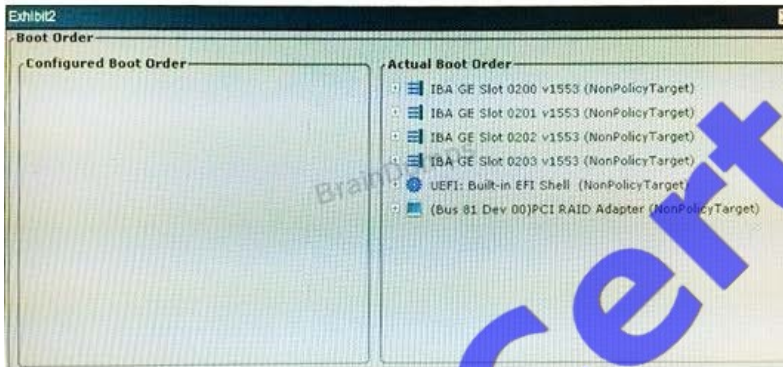 Exhibit2
Boot Order
Configured Boot Order
Actual Boot Order
IBA GE Slot 0200 v1553 (NonPolicyTarget)
IBA GE Slot 0201 v1553 (NonPolicyTarget)
IBA GE Slot 0202 v1553 (NonPolicyTarget)
IBA GE Slot 0203 v1553 (NonPolicyTarget)
UEFI: Built-in EFI Shell (NonPolicyTarget)
(Bus 81 Dev 00)PCI RAID Adapter (NonPolicyTarget)
Cert